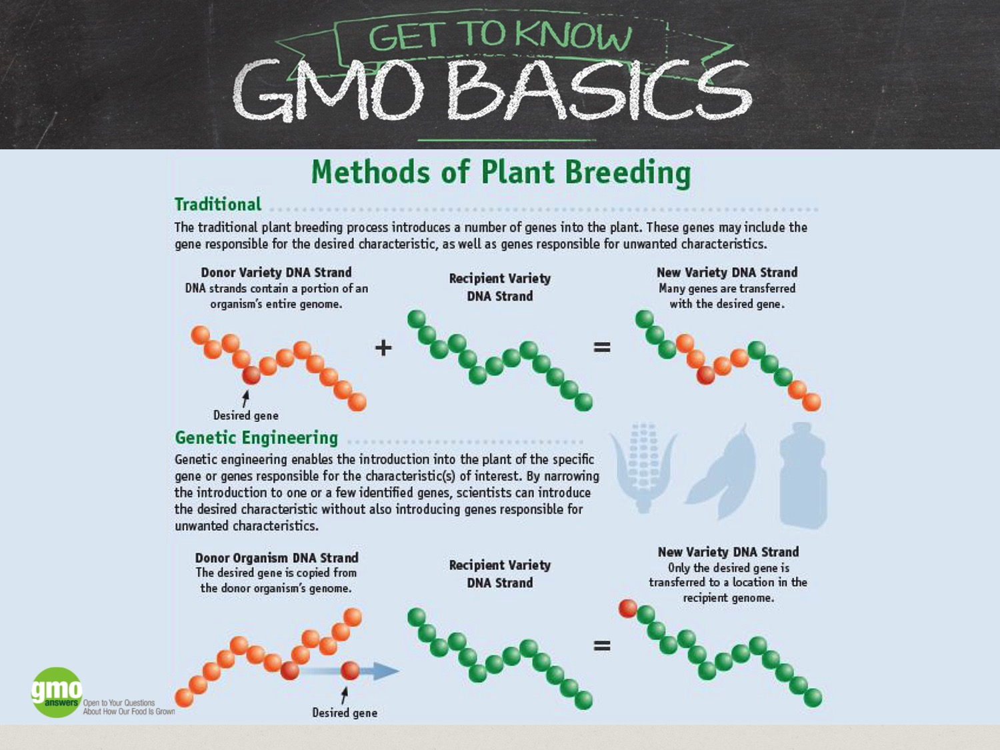 GET TO KNOW
GMO BASICS
Methods of Plant Breeding
Traditional
The traditional plant breeding process introduces a number of genes into the plant. These genes may include the
gene responsible for the desired characteristic, as well as genes responsible for unwanted characteristics.
Donor Variety DNA Strand
DNA strands contain a portion of an
organism's entire genome.
Recipient Variety
DNA Strand
New Variety DNA Strand
Many genes are transferred
with the desired gene.
+
=
Desired gene
Genetic Engineering
Genetic engineering enables the introduction into the plant of the specific
gene or genes responsible for the characteristic(s) of interest. By narrowing
the introduction to one or a few identified genes, scientists can introduce
the desired characteristic without also introducing genes responsible for
unwanted characteristics.
Donor Organism DNA Strand
The desired gene is copied from
the donor organism's genome.
Recipient Variety
DNA Strand
New Variety DNA Strand
Only the desired gene is
transferred to a location in the
recipient genome.
=
Desired gene
gmo
answers
Open to Your Questions
About How Our Food Is Grown